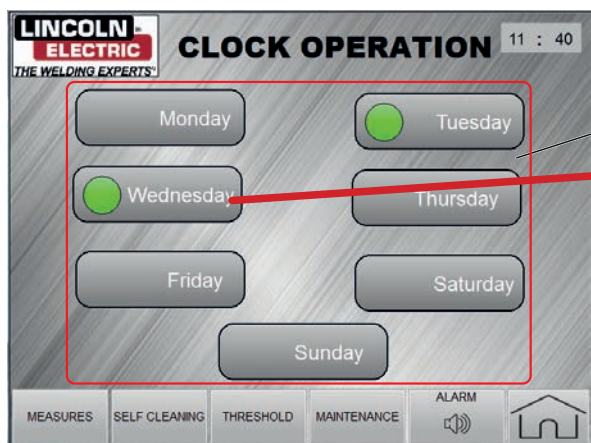 LINCOLN
ELECTRIC
THE WELDING EXPERTS®
CLOCK OPERATION
11 : 40
Monday
Tuesday
Wednesday
Thursday
Friday
Saturday
Sunday
MEASURES
SELF CLEANING
THRESHOLD
MAINTENANCE
ALARM